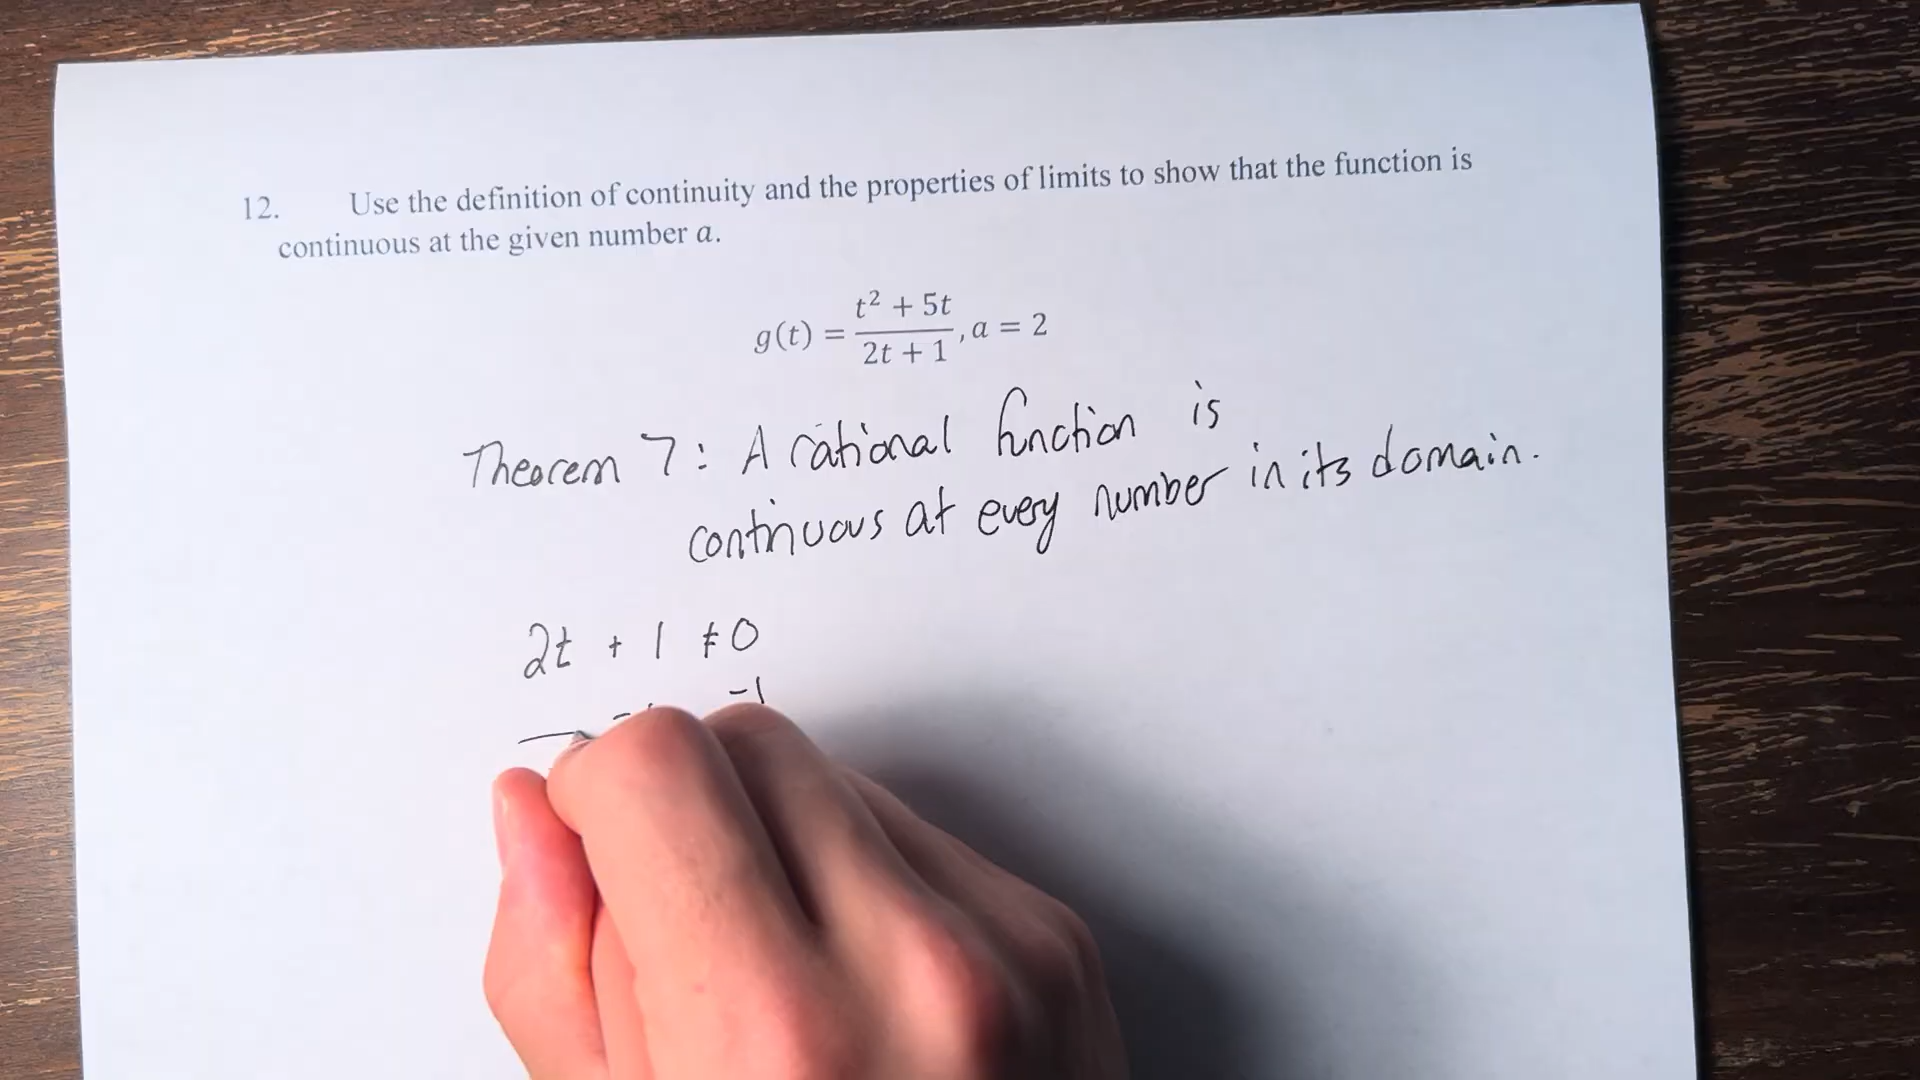 12. Use the definition of continuity and the properties of limits to show that the function is
continuous at the given number a.
g(t) = (t² + 5t)/(2t + 1), a = 2
Theorem 7: A rational function is
continuous at every number in its domain.
2t + 1 ≠ 0
-1